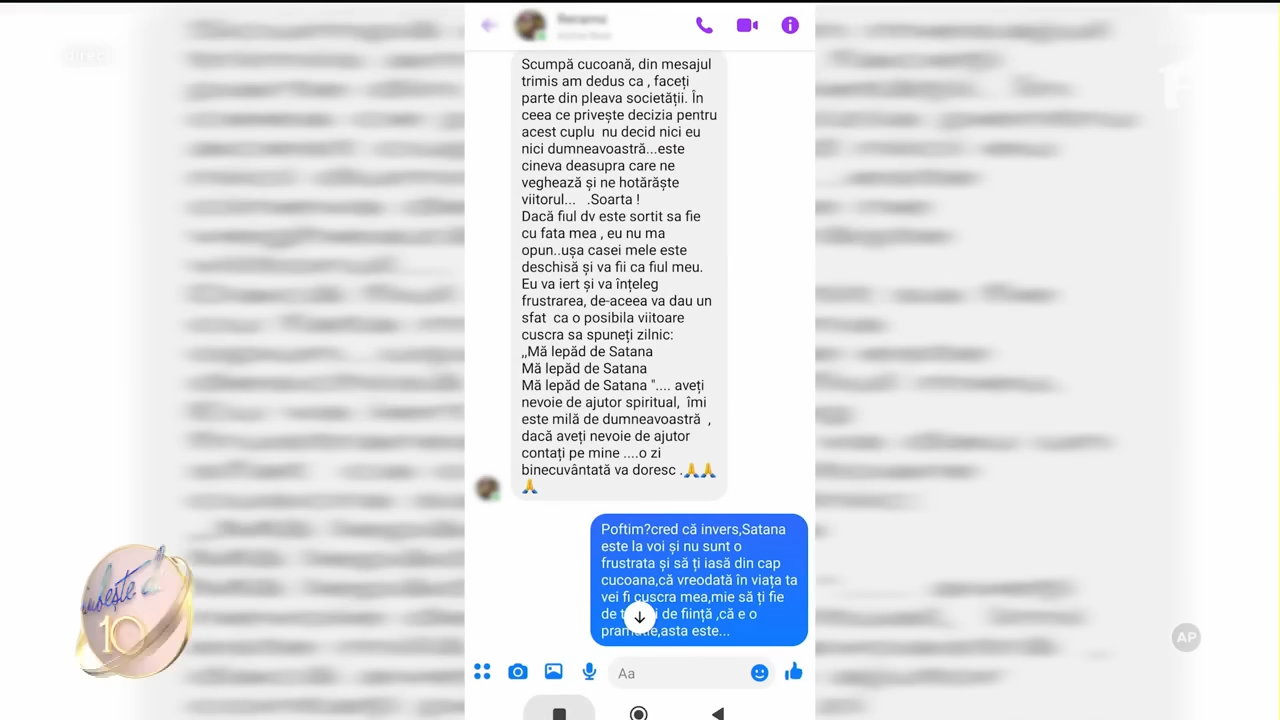 Scumpă cucoană, din mesajul
trimis am dedus ca , faceți
parte din pleava societății. În
ceea ce privește decizia pentru
acest cuplu nu decid nici eu
nici dumneavoastră...este
cineva deasupra care ne
veghează și ne hotărăște
viitorul... .Soarta !
Dacă fiul dv este sortit sa fie
cu fata mea , eu nu ma
opun..ușa casei mele este
deschisă și va fii ca fiul meu.
Eu va iert și va înțeleg
frustrarea, de-aceea va dau un
sfat ca o posibila viitoare
cuscra sa spuneți zilnic:
,,Mă lepăd de Satana
Mă lepăd de Satana
Mă lepăd de Satana ".... aveți
nevoie de ajutor spiritual, îmi
este milă de dumneavoastră ,
dacă aveți nevoie de ajutor
contați pe mine ....o zi
binecuvântată va doresc .🙏🙏
🙏
Poftim?cred că invers,Satana
este la voi și nu sunt o
frustrata și să ți iasă din cap
cucoana,că vreodată în viața ta
vei fi cuscra mea,mie să ți fie
de de ființă ,că e o
asta este...
Aa
iubește
10
AP